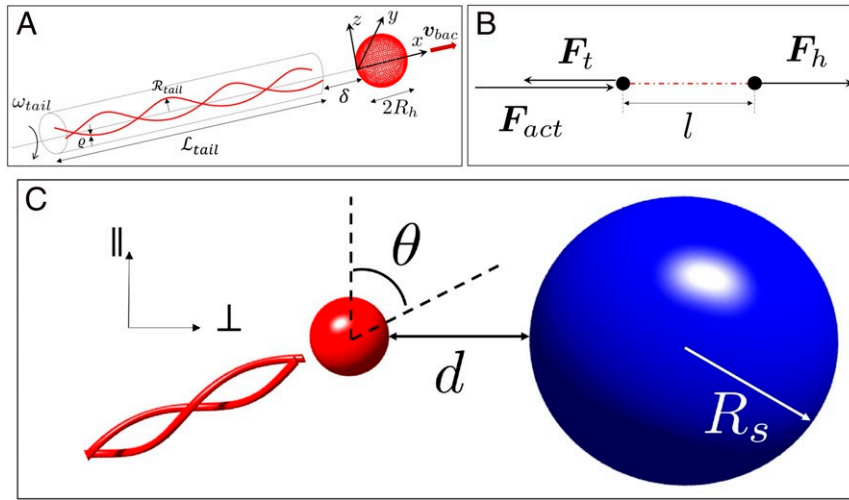 A
z
y
x
v_bac
R_tail
ω_tail
δ
2R_h
ϱ
L_tail
B
F_t
F_h
F_act
l
C
∥
θ
⊥
d
R_s